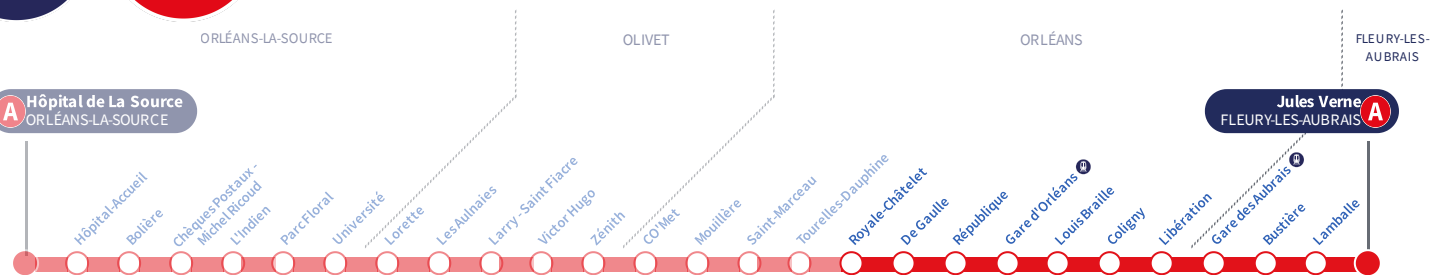 ORLÉANS-LA-SOURCE
OLIVET
ORLÉANS
FLEURY-LES-
AUBRAIS
A
Hôpital de La Source
ORLÉANS-LA-SOURCE
Jules Verne
FLEURY-LES-AUBRAIS
A
Hôpital-Accueil
Bolière
Chèques Postaux -
Michel Ricoud
L'Indien
Parc Floral
Université
Lorette
Les Aulnaies
Larry - Saint Fiacre
Victor Hugo
Zénith
CO'Met
Mouillère
Saint-Marceau
Tourelles-Dauphine
Royale-Châtelet
De Gaulle
République
Gare d'Orléans
Louis Braille
Coligny
Libération
Gare des Aubrais
Bustière
Lamballe